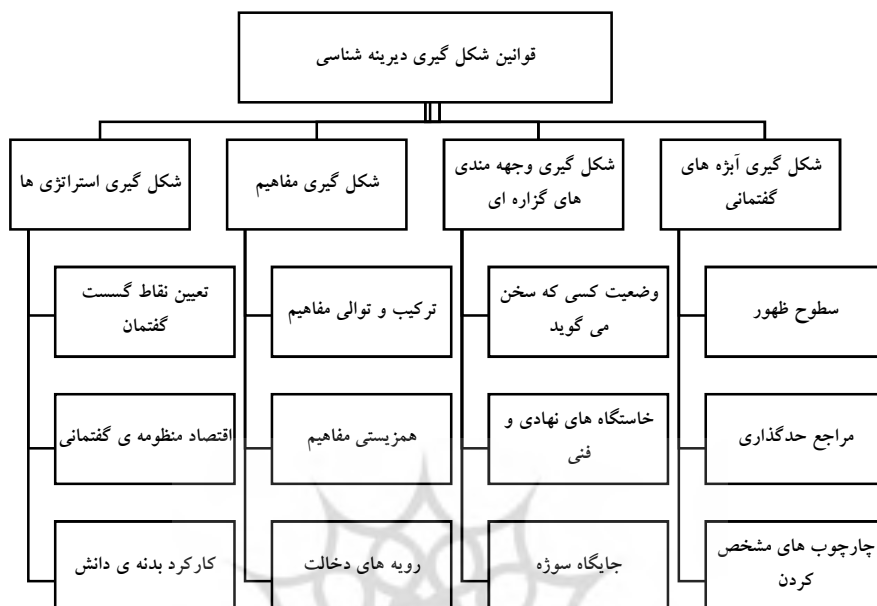 قوانین شکل گیری دیرینه شناسی
شکل گیری آبژه های
گفتمانی
شکل گیری وجهه مندی
های گزاره ای
شکل گیری مفاهیم
شکل گیری استراتژی ها
سطوح ظهور
وضعیت کسی که سخن
می گوید
ترکیب و توالی مفاهیم
تعیین نقاط گسست
گفتمان
مراجع حدگذاری
خاستگاه های نهادی و
فنی
همزیستی مفاهیم
اقتصاد منظومه ی گفتمانی
چارچوب های مشخص
کردن
جایگاه سوژه
رویه های دخالت
کارکرد بدنه ی دانش